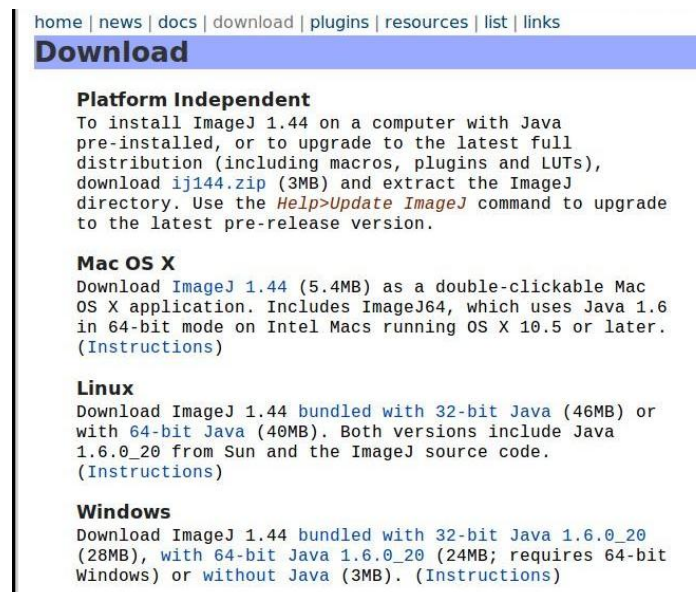 home | news | docs | download | plugins | resources | list | links
Download
Platform Independent
To install ImageJ 1.44 on a computer with Java
pre-installed, or to upgrade to the latest full
distribution (including macros, plugins and LUTs),
download ij144.zip (3MB) and extract the ImageJ
directory. Use the Help>Update ImageJ command to upgrade
to the latest pre-release version.
Mac OS X
Download ImageJ 1.44 (5.4MB) as a double-clickable Mac
OS X application. Includes ImageJ64, which uses Java 1.6
in 64-bit mode on Intel Macs running OS X 10.5 or later.
(Instructions)
Linux
Download ImageJ 1.44 bundled with 32-bit Java (46MB) or
with 64-bit Java (40MB). Both versions include Java
1.6.0_20 from Sun and the ImageJ source code.
(Instructions)
Windows
Download ImageJ 1.44 bundled with 32-bit Java 1.6.0_20
(28MB), with 64-bit Java 1.6.0_20 (24MB; requires 64-bit
Windows) or without Java (3MB). (Instructions)